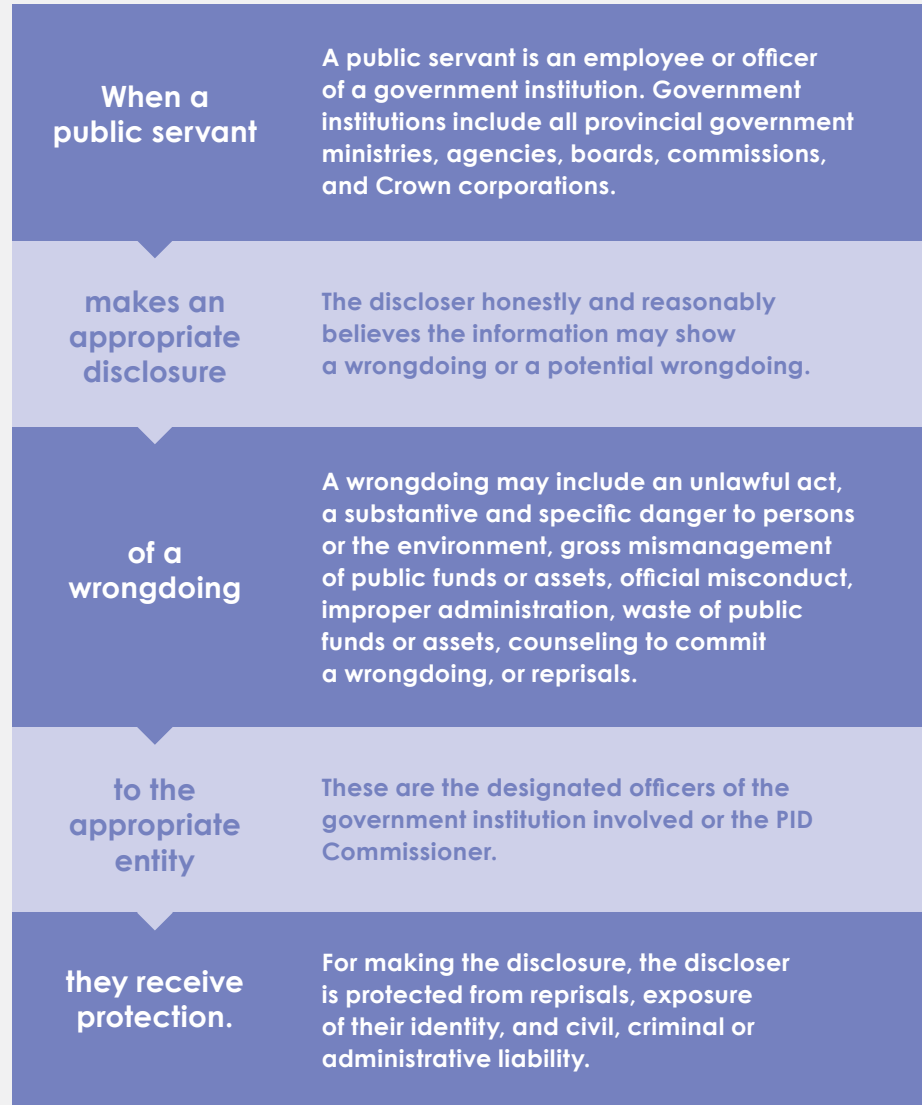 When a
public servant
A public servant is an employee or officer
of a government institution. Government
institutions include all provincial government
ministries, agencies, boards, commissions,
and Crown corporations.
makes an
appropriate
disclosure
The discloser honestly and reasonably
believes the information may show
a wrongdoing or a potential wrongdoing.
of a
wrongdoing
A wrongdoing may include an unlawful act,
a substantive and specific danger to persons
or the environment, gross mismanagement
of public funds or assets, official misconduct,
improper administration, waste of public
funds or assets, counseling to commit
a wrongdoing, or reprisals.
to the
appropriate
entity
These are the designated officers of the
government institution involved or the PID
Commissioner.
they receive
protection.
For making the disclosure, the discloser
is protected from reprisals, exposure
of their identity, and civil, criminal or
administrative liability.